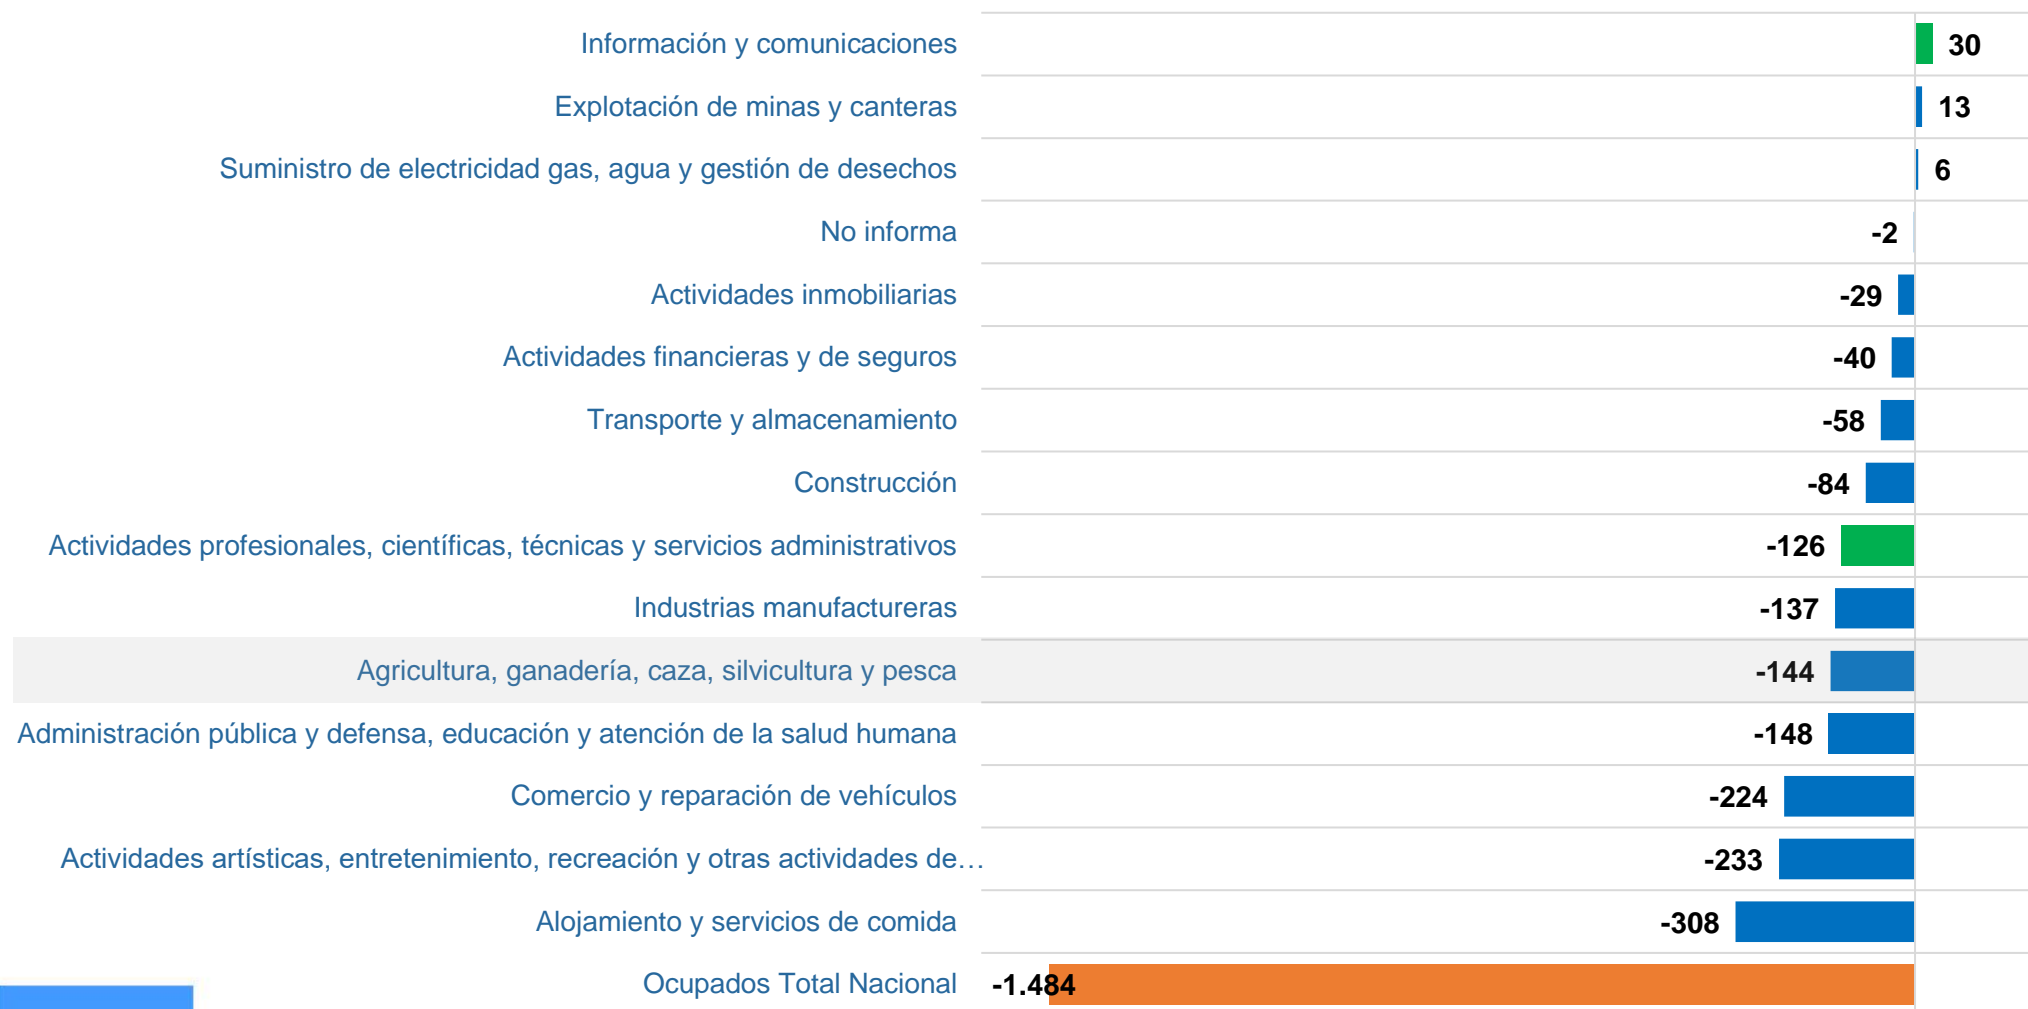 Información y comunicaciones 30
Explotación de minas y canteras 13
Suministro de electricidad gas, agua y gestión de desechos 6
No informa -2
Actividades inmobiliarias -29
Actividades financieras y de seguros -40
Transporte y almacenamiento -58
Construcción -84
Actividades profesionales, científicas, técnicas y servicios administrativos -126
Industrias manufactureras -137
Agricultura, ganadería, caza, silvicultura y pesca -144
Administración pública y defensa, educación y atención de la salud humana -148
Comercio y reparación de vehículos -224
Actividades artísticas, entretenimiento, recreación y otras actividades de… -233
Alojamiento y servicios de comida -308
Ocupados Total Nacional -1.484